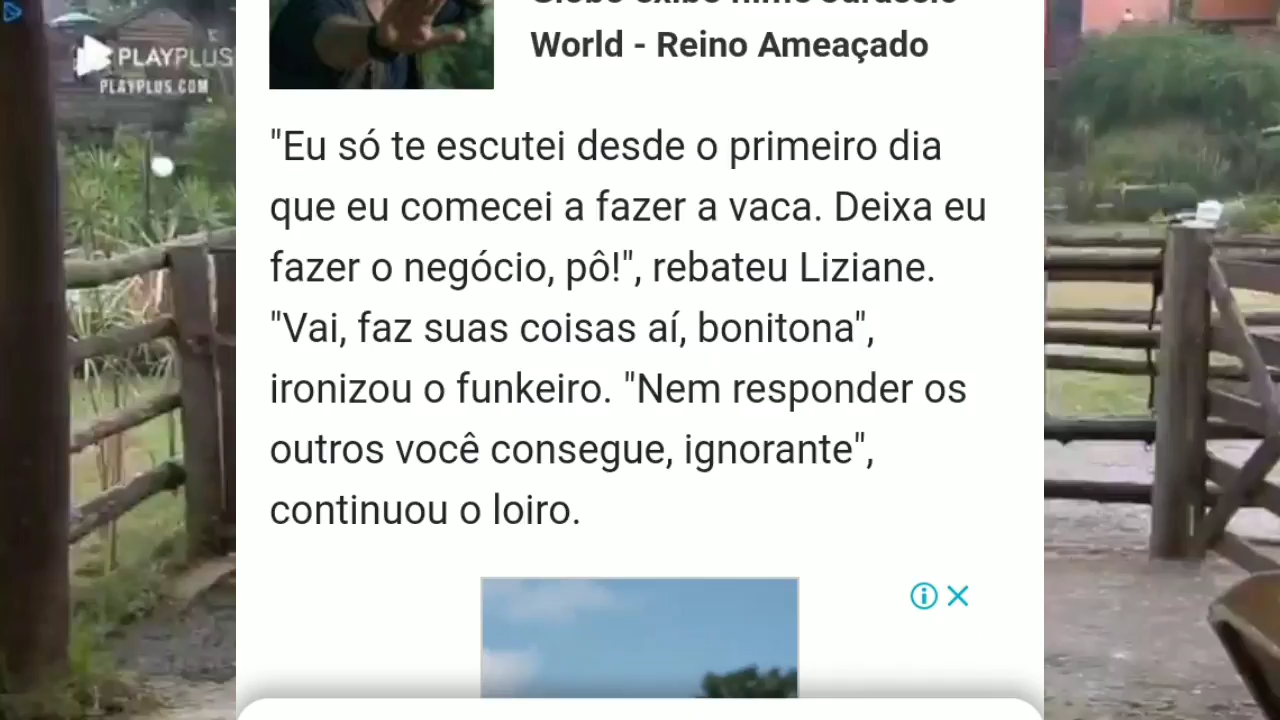 PLAYPLUS
PLAYPLUS.COM
World - Reino Ameaçado
"Eu só te escutei desde o primeiro dia
que eu comecei a fazer a vaca. Deixa eu
fazer o negócio, pô!", rebateu Liziane.
"Vai, faz suas coisas aí, bonitona",
ironizou o funkeiro. "Nem responder os
outros você consegue, ignorante",
continuou o loiro.